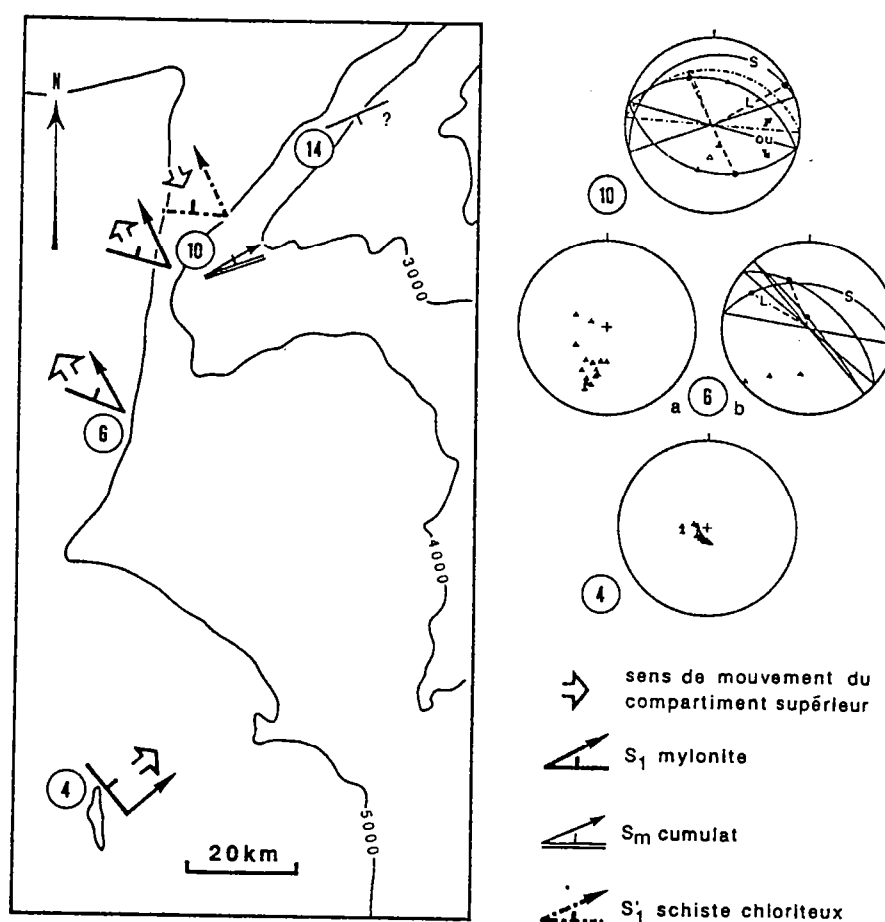 N
?
14
10
3000
6
4000
4
5000
20km
S
L
ou
10
S
L
a
6
b
4
sens de mouvement du
compartiment supérieur
S₁ mylonite
Sm cumulat
S'₁ schiste chloriteux